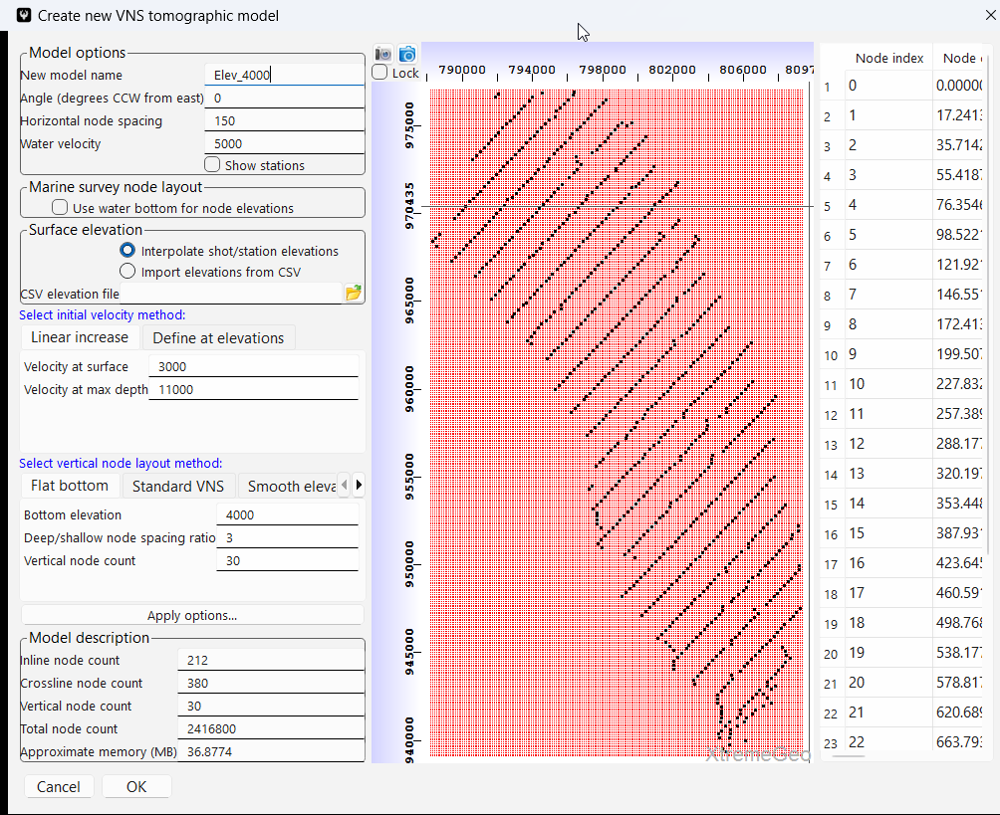 Create new VNS tomographic model
Model options
New model name Elev_4000
Angle (degrees CCW from east) 0
Horizontal node spacing 150
Water velocity 5000
Show stations
Marine survey node layout
Use water bottom for node elevations
Surface elevation
Interpolate shot/station elevations
Import elevations from CSV
CSV elevation file
Select initial velocity method:
Linear increase Define at elevations
Velocity at surface 3000
Velocity at max depth 11000
Select vertical node layout method:
Flat bottom Standard VNS Smooth eleva
Bottom elevation 4000
Deep/shallow node spacing ratio 3
Vertical node count 30
Apply options...
Model description
Inline node count 212
Crossline node count 380
Vertical node count 30
Total node count 2416800
Approximate memory (MB) 36.8774
Cancel OK
Lock
790000 794000 798000 802000 806000 8097
975000
970435
965000
960000
955000
950000
945000
940000
XtremeGeo
Node index Node
1 0 0.00000
2 1 17.241
3 2 35.7142
4 3 55.4187
5 4 76.3546
6 5 98.522
7 6 121.92
8 7 146.55
9 8 172.41
10 9 199.507
11 10 227.832
12 11 257.389
13 12 288.177
14 13 320.197
15 14 353.448
16 15 387.93
17 16 423.645
18 17 460.59
19 18 498.768
20 19 538.177
21 20 578.817
22 21 620.689
23 22 663.793